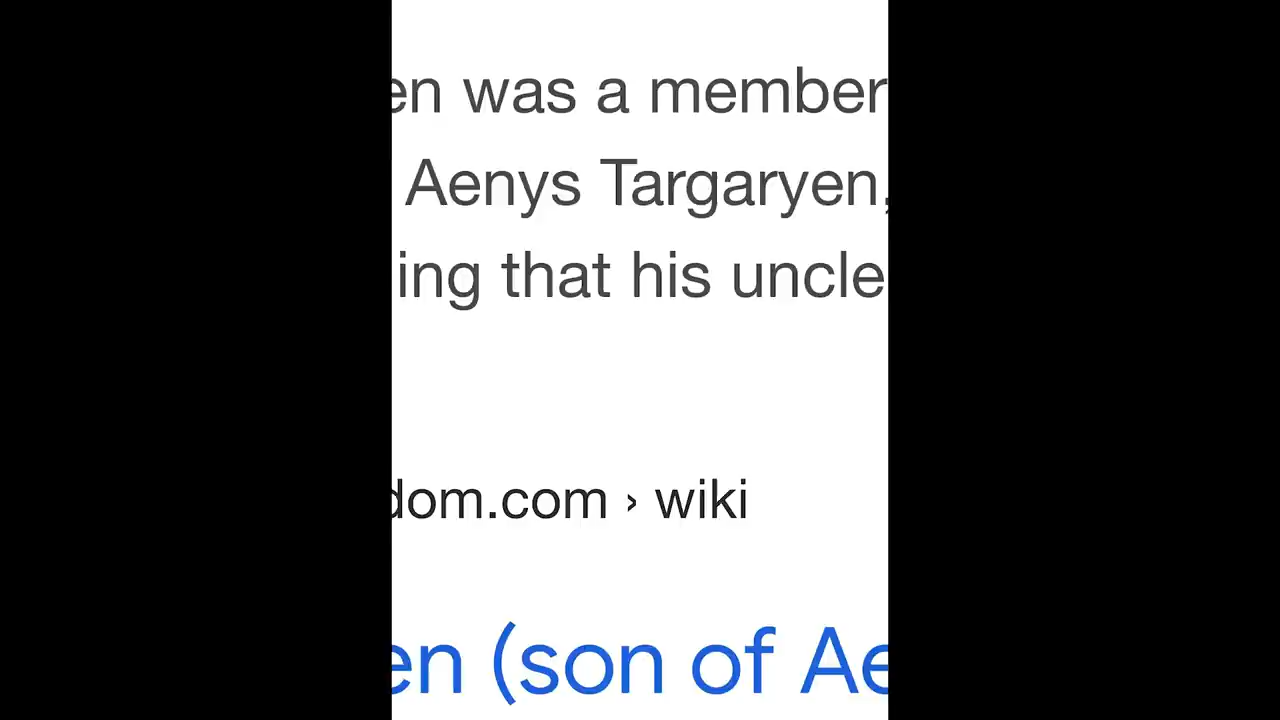 en was a member
Aenys Targaryen,
ing that his uncle
dom.com › wiki
en (son of Ae